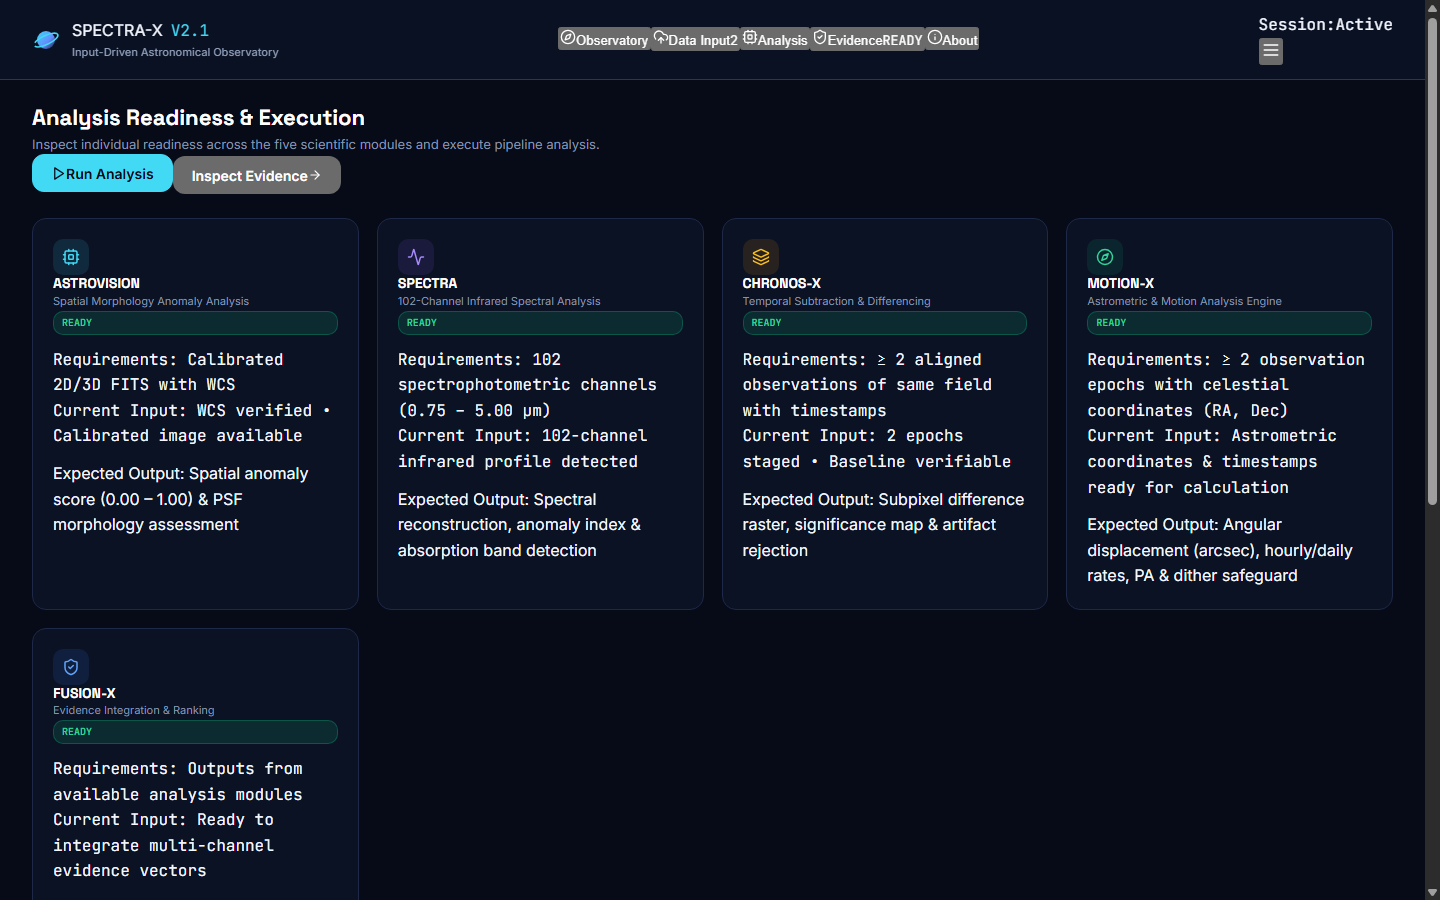 SPECTRA-X V2.1
Input-Driven Astronomical Observatory
Observatory Data Input2 Analysis EvidenceREADY About
Session:Active
Analysis Readiness & Execution
Inspect individual readiness across the five scientific modules and execute pipeline analysis.
Run Analysis Inspect Evidence
ASTROVISION
Spatial Morphology Anomaly Analysis
READY
Requirements: Calibrated
2D/3D FITS with WCS
Current Input: WCS verified •
Calibrated image available
Expected Output: Spatial anomaly
score (0.00 – 1.00) & PSF
morphology assessment
SPECTRA
102-Channel Infrared Spectral Analysis
READY
Requirements: 102
spectrophotometric channels
(0.75 – 5.00 µm)
Current Input: 102-channel
infrared profile detected
Expected Output: Spectral
reconstruction, anomaly index &
absorption band detection
CHRONOS-X
Temporal Subtraction & Differencing
READY
Requirements: ≥ 2 aligned
observations of same field
with timestamps
Current Input: 2 epochs
staged • Baseline verifiable
Expected Output: Subpixel difference
raster, significance map & artifact
rejection
MOTION-X
Astrometric & Motion Analysis Engine
READY
Requirements: ≥ 2 observation
epochs with celestial
coordinates (RA, Dec)
Current Input: Astrometric
coordinates & timestamps
ready for calculation
Expected Output: Angular
displacement (arcsec), hourly/daily
rates, PA & dither safeguard
FUSION-X
Evidence Integration & Ranking
READY
Requirements: Outputs from
available analysis modules
Current Input: Ready to
integrate multi-channel
evidence vectors